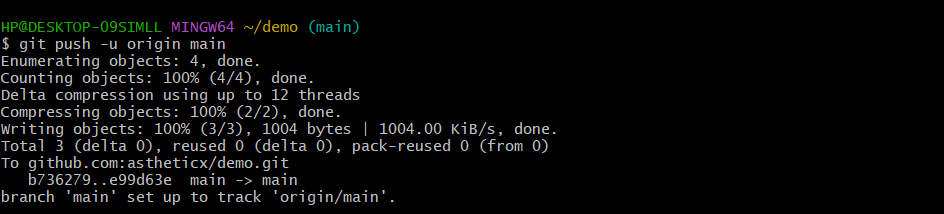 HP@DESKTOP-O9SIMLL MINGW64 ~/demo (main)
$ git push -u origin main
Enumerating objects: 4, done.
Counting objects: 100% (4/4), done.
Delta compression using up to 12 threads
Compressing objects: 100% (2/2), done.
Writing objects: 100% (3/3), 1004 bytes | 1004.00 KiB/s, done.
Total 3 (delta 0), reused 0 (delta 0), pack-reused 0 (from 0)
To github.com:astheticx/demo.git
   b736279..e99d63e  main -> main
branch 'main' set up to track 'origin/main'.